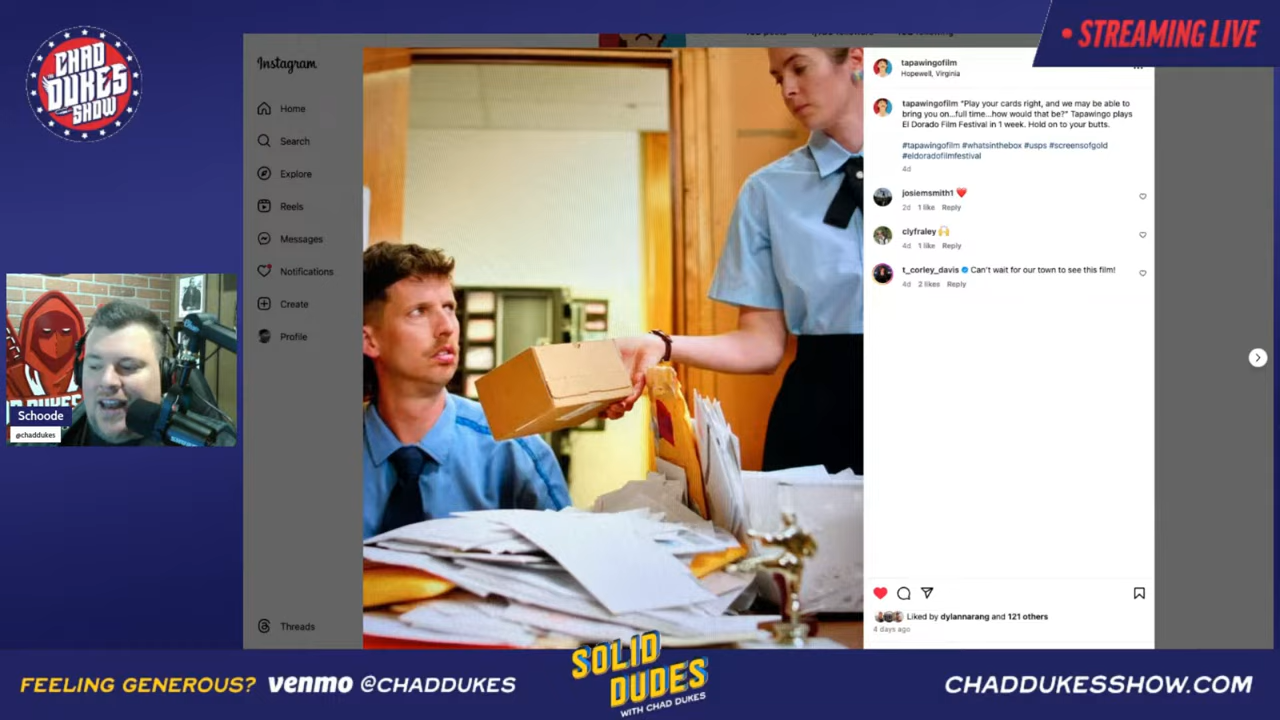 THE CHAD DUKES SHOW
• STREAMING LIVE
Instagram
Home
Search
Explore
Reels
Messages
Notifications
Create
Profile
Threads
tapawingofilm
Hopewell, Virginia
tapawingofilm "Play your cards right, and we may be able to
bring you on...full time...how would that be?" Tapawingo plays
El Dorado Film Festival in 1 week. Hold on to your butts.
#tapawingofilm #whatsinthebox #usps #screensofgold
#eldoradofilmfestival
4d
josiemsmith1 ❤️
2d 1 like Reply
clyfraley 🙌
4d 1 like Reply
t_corley_davis Can't wait for our town to see this film!
4d 2 likes Reply
Liked by dylannarang and 121 others
4 days ago
Schoode
@chaddukes
FEELING GENEROUS? venmo @CHADDUKES
SOLID
DUDES
WITH CHAD DUKES
CHADDUKESSHOW.COM